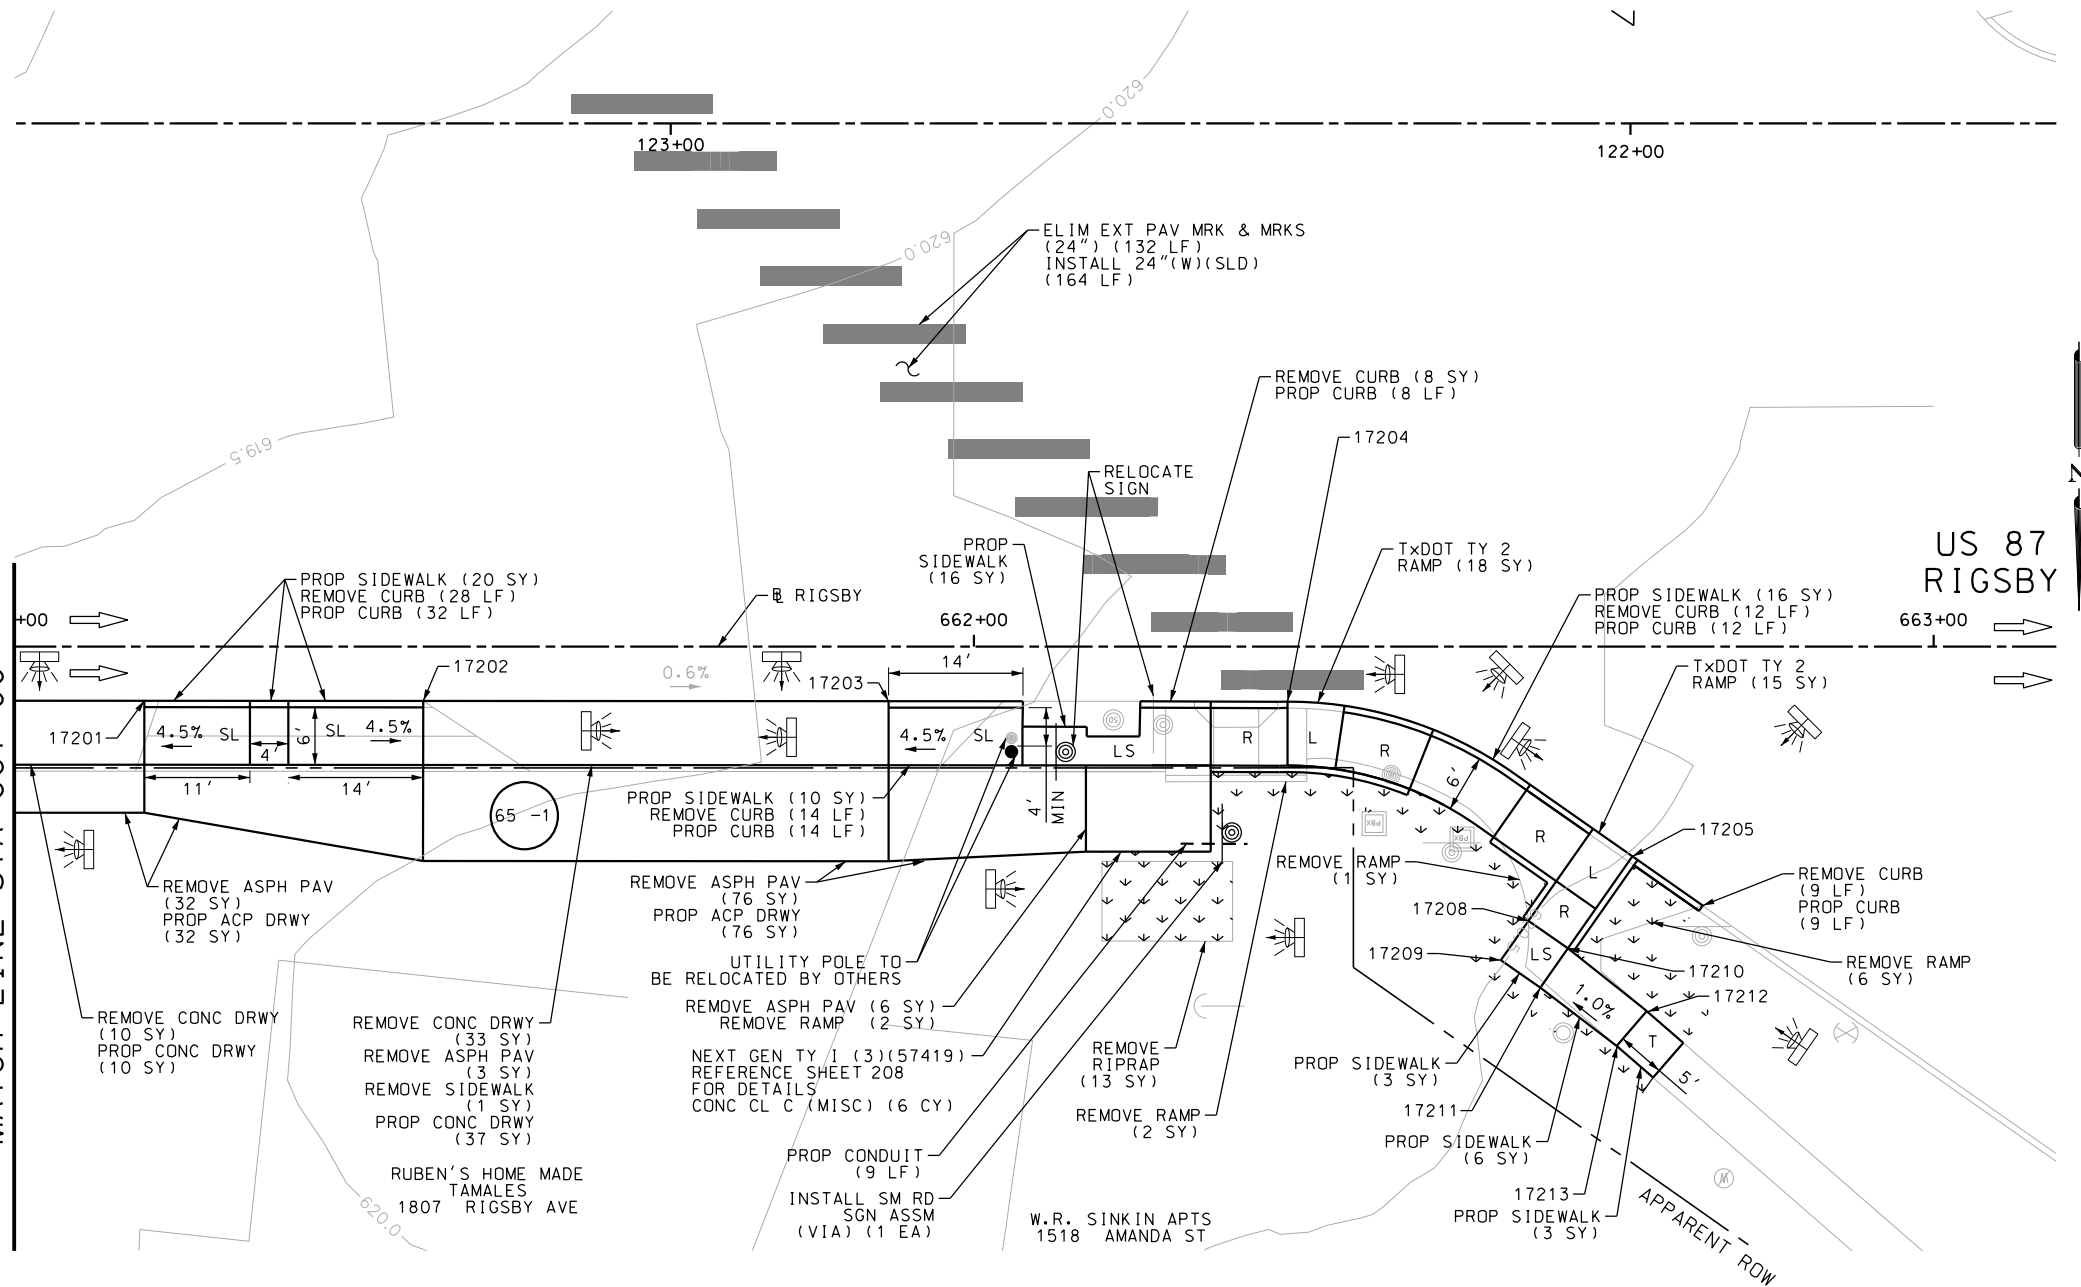 620.0
123+00
122+00
620.0
ELIM EXT PAV MRK & MRKS
(24") (132 LF)
INSTALL 24"(W)(SLD)
(164 LF)
REMOVE CURB (8 SY)
PROP CURB (8 LF)
17204
619.5
RELOCATE
SIGN
N
US 87
RIGSBY
PROP
SIDEWALK
(16 SY)
TxDOT TY 2
RAMP (18 SY)
PROP SIDEWALK (20 SY)
REMOVE CURB (28 LF)
PROP CURB (32 LF)
RIGSBY
PROP SIDEWALK (16 SY)
REMOVE CURB (12 LF)
PROP CURB (12 LF)
+00
662+00
663+00
17202
0.6%
14'
17203
TxDOT TY 2
RAMP (15 SY)
17201
4.5%
SL
4'
6'
SL
4.5%
4.5%
SL
LS
SD
R
L
R
6'
11'
14'
4'
MIN
65 -1
PROP SIDEWALK (10 SY)
REMOVE CURB (14 LF)
PROP CURB (14 LF)
PBX
PBX
R
L
R
LS
17205
REMOVE RAMP
(1 SY)
REMOVE CURB
(9 LF)
PROP CURB
(9 LF)
REMOVE ASPH PAV
(32 SY)
PROP ACP DRWY
(32 SY)
REMOVE ASPH PAV
(76 SY)
PROP ACP DRWY
(76 SY)
17208
17209
17210
17212
REMOVE RAMP
(6 SY)
UTILITY POLE TO
BE RELOCATED BY OTHERS
1.0%
REMOVE ASPH PAV (6 SY)
REMOVE RAMP (2 SY)
REMOVE CONC DRWY
(10 SY)
PROP CONC DRWY
(10 SY)
REMOVE CONC DRWY
(33 SY)
REMOVE ASPH PAV
(3 SY)
REMOVE SIDEWALK
(1 SY)
PROP CONC DRWY
(37 SY)
NEXT GEN TY I (3)(57419)
REFERENCE SHEET 208
FOR DETAILS
CONC CL C (MISC) (6 CY)
REMOVE
RIPRAP
(13 SY)
T
5'
PROP SIDEWALK
(3 SY)
REMOVE RAMP
(2 SY)
17211
PROP SIDEWALK
(6 SY)
PROP CONDUIT
(9 LF)
RUBEN'S HOME MADE
TAMALES
1807 RIGSBY AVE
INSTALL SM RD
SGN ASSM
(VIA) (1 EA)
W.R. SINKIN APTS
1518 AMANDA ST
17213
PROP SIDEWALK
(3 SY)
W
APPARENT ROW
620.0